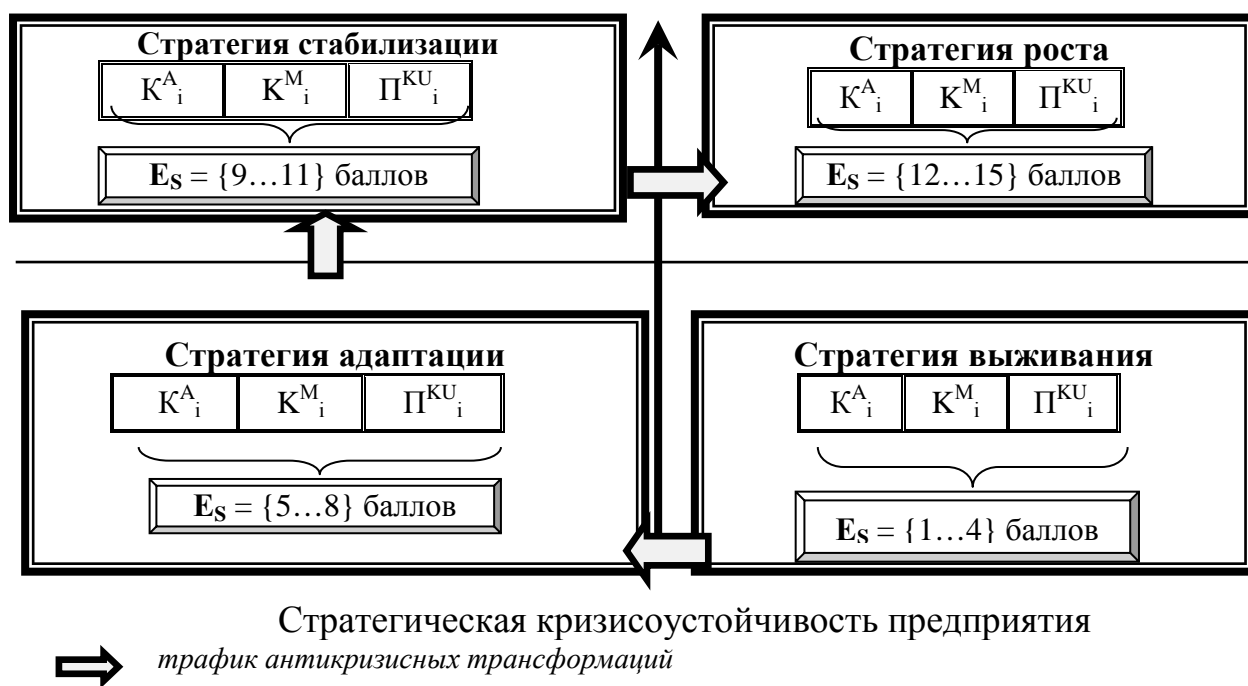 Стратегия стабилизации
К^A_i К^M_i П^KU_i
E_S = {9…11} баллов
Стратегия роста
К^A_i К^M_i П^KU_i
E_S = {12…15} баллов
Стратегия адаптации
К^A_i К^M_i П^KU_i
E_S = {5…8} баллов
Стратегия выживания
К^A_i К^M_i П^KU_i
E_S = {1…4} баллов
Стратегическая кризисоустойчивость предприятия
трафик антикризисных трансформаций